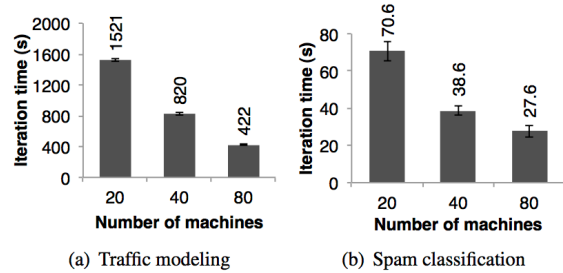 Iteration time (s)
2000
1600
1200
800
400
0
1521
820
422
20 40 80
Number of machines
(a) Traffic modeling
Iteration time (s)
80
60
40
20
0
70.6
38.6
27.6
20 40 80
Number of machines
(b) Spam classification